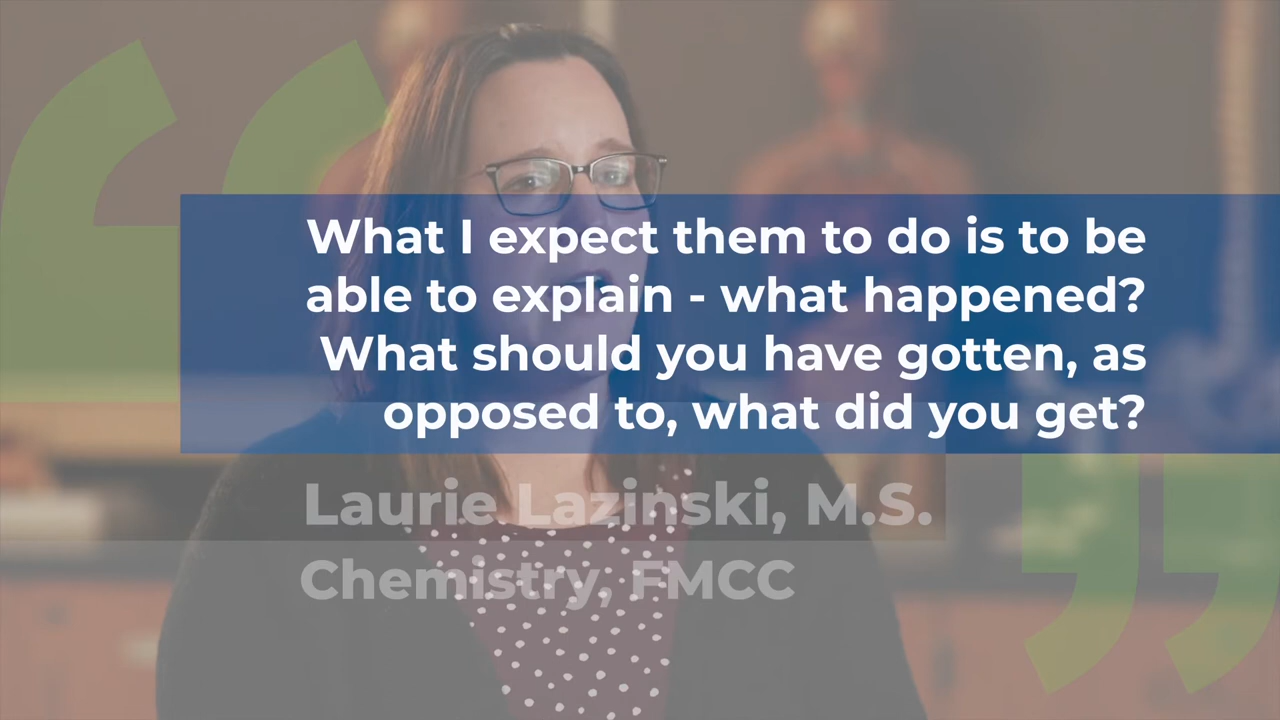 What I expect them to do is to be
able to explain - what happened?
What should you have gotten, as
opposed to, what did you get?
Laurie Lazinski, M.S.
Chemistry, FMCC